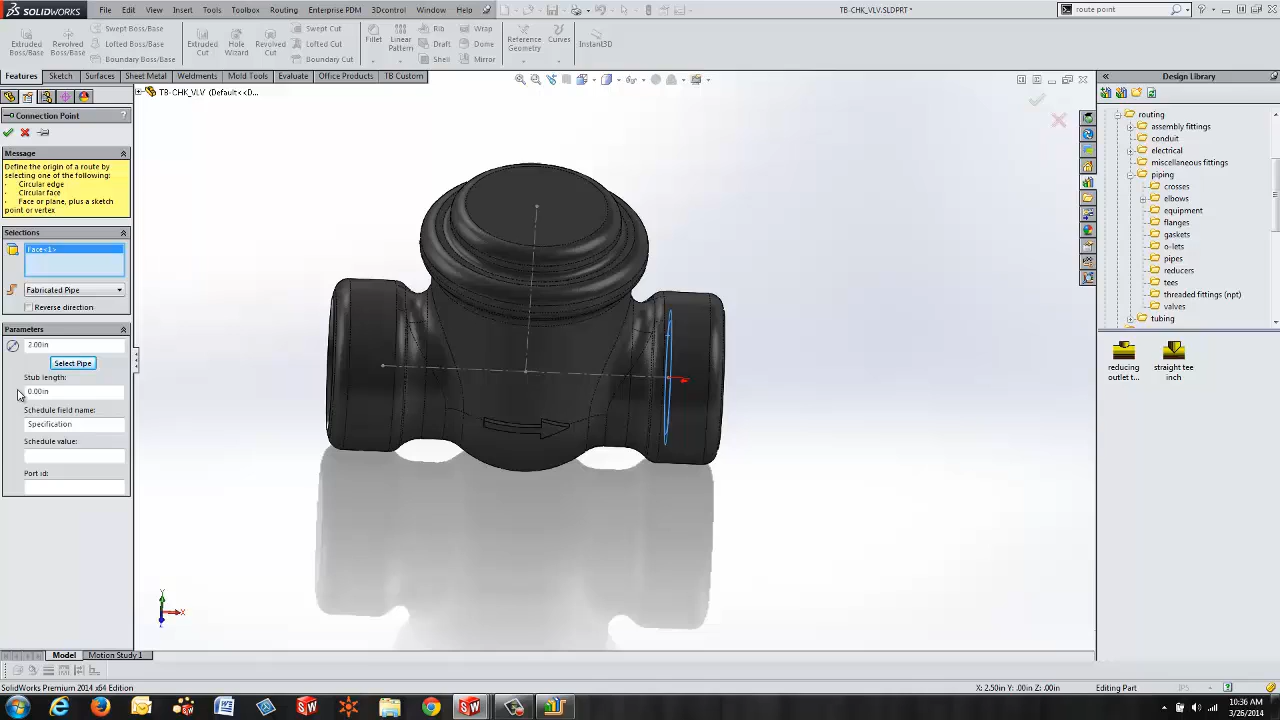 SOLIDWORKS
File Edit View Insert Tools Toolbox Routing Enterprise PDM 3Dcontrol Window Help
TB-CHK_VLV.SLDPRT *
route point
Extruded Boss/Base
Revolved Boss/Base
Swept Boss/Base
Lofted Boss/Base
Boundary Boss/Base
Extruded Cut
Hole Wizard
Revolved Cut
Swept Cut
Lofted Cut
Boundary Cut
Fillet
Linear Pattern
Rib
Draft
Shell
Wrap
Dome
Mirror
Reference Geometry
Curves
Instant3D
Features Sketch Surfaces Sheet Metal Weldments Mold Tools Evaluate Office Products TB Custom
Design Library
TB-CHK_VLV (Default<<D...
Connection Point ?
Message
Define the origin of a route by
selecting one of the following:
- Circular edge
- Circular face
- Face or plane, plus a sketch
point or vertex
Selections
Face<1>
Fabricated Pipe
Reverse direction
Parameters
2.00in
Select Pipe
Stub length:
0.00in
Schedule field name:
Specification
Schedule value:
Port id:
routing
assembly fittings
conduit
electrical
miscellaneous fittings
piping
crosses
elbows
equipment
flanges
gaskets
o-lets
pipes
reducers
tees
threaded fittings (npt)
valves
tubing
reducing
outlet t...
straight tee
inch
Y
X
Model Motion Study 1
SolidWorks Premium 2014 x64 Edition
X: 2.50in Y: .00in Z: .00in
Editing Part
IPS
10:36 AM
3/26/2014